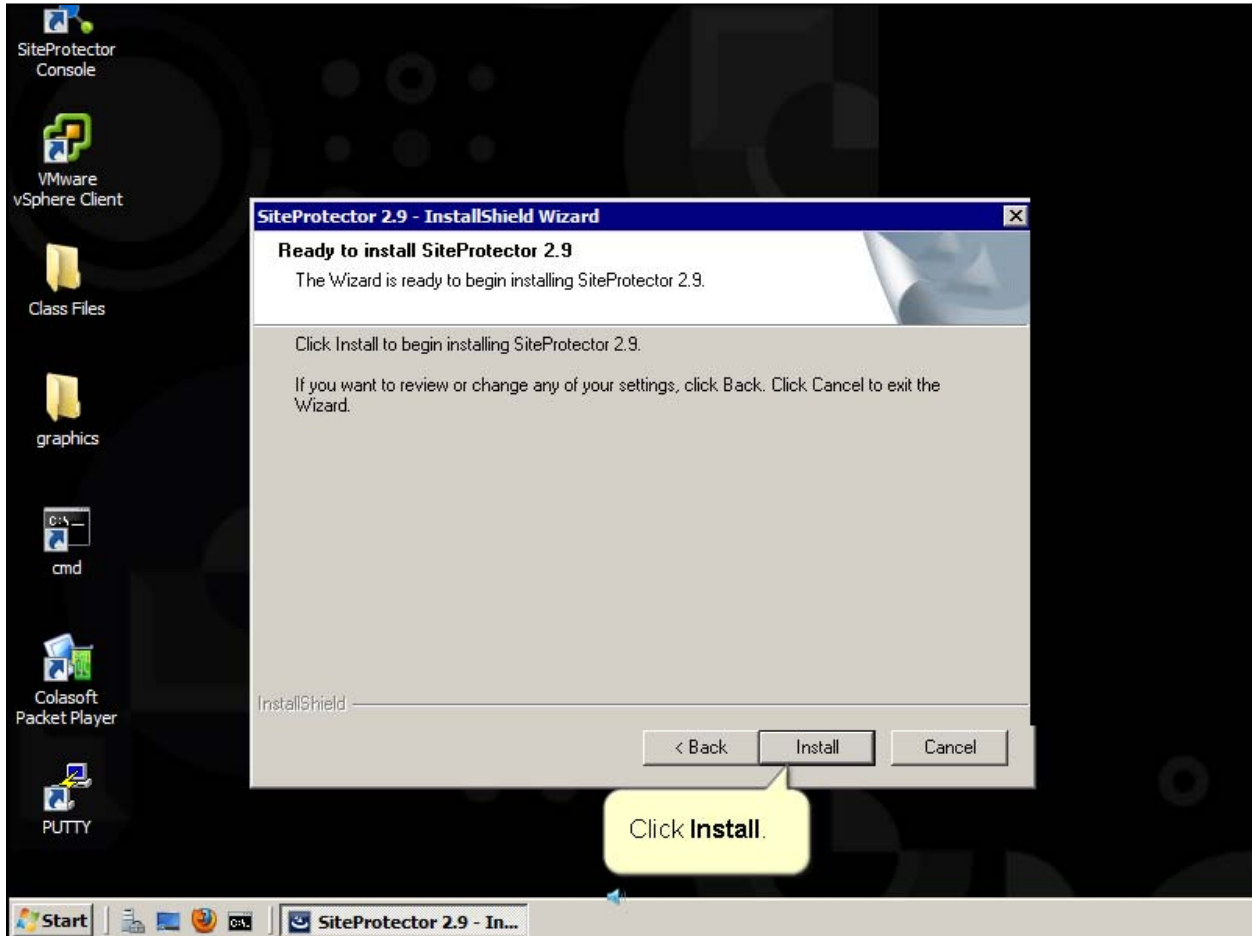 SiteProtector
Console
VMware
vSphere Client
Class Files
graphics
C:\
cmd
Colasoft
Packet Player
PUTTY
SiteProtector 2.9 - InstallShield Wizard
Ready to install SiteProtector 2.9
The Wizard is ready to begin installing SiteProtector 2.9.
Click Install to begin installing SiteProtector 2.9.
If you want to review or change any of your settings, click Back. Click Cancel to exit the
Wizard.
InstallShield
< Back Install Cancel
Click Install.
Start SiteProtector 2.9 - In...